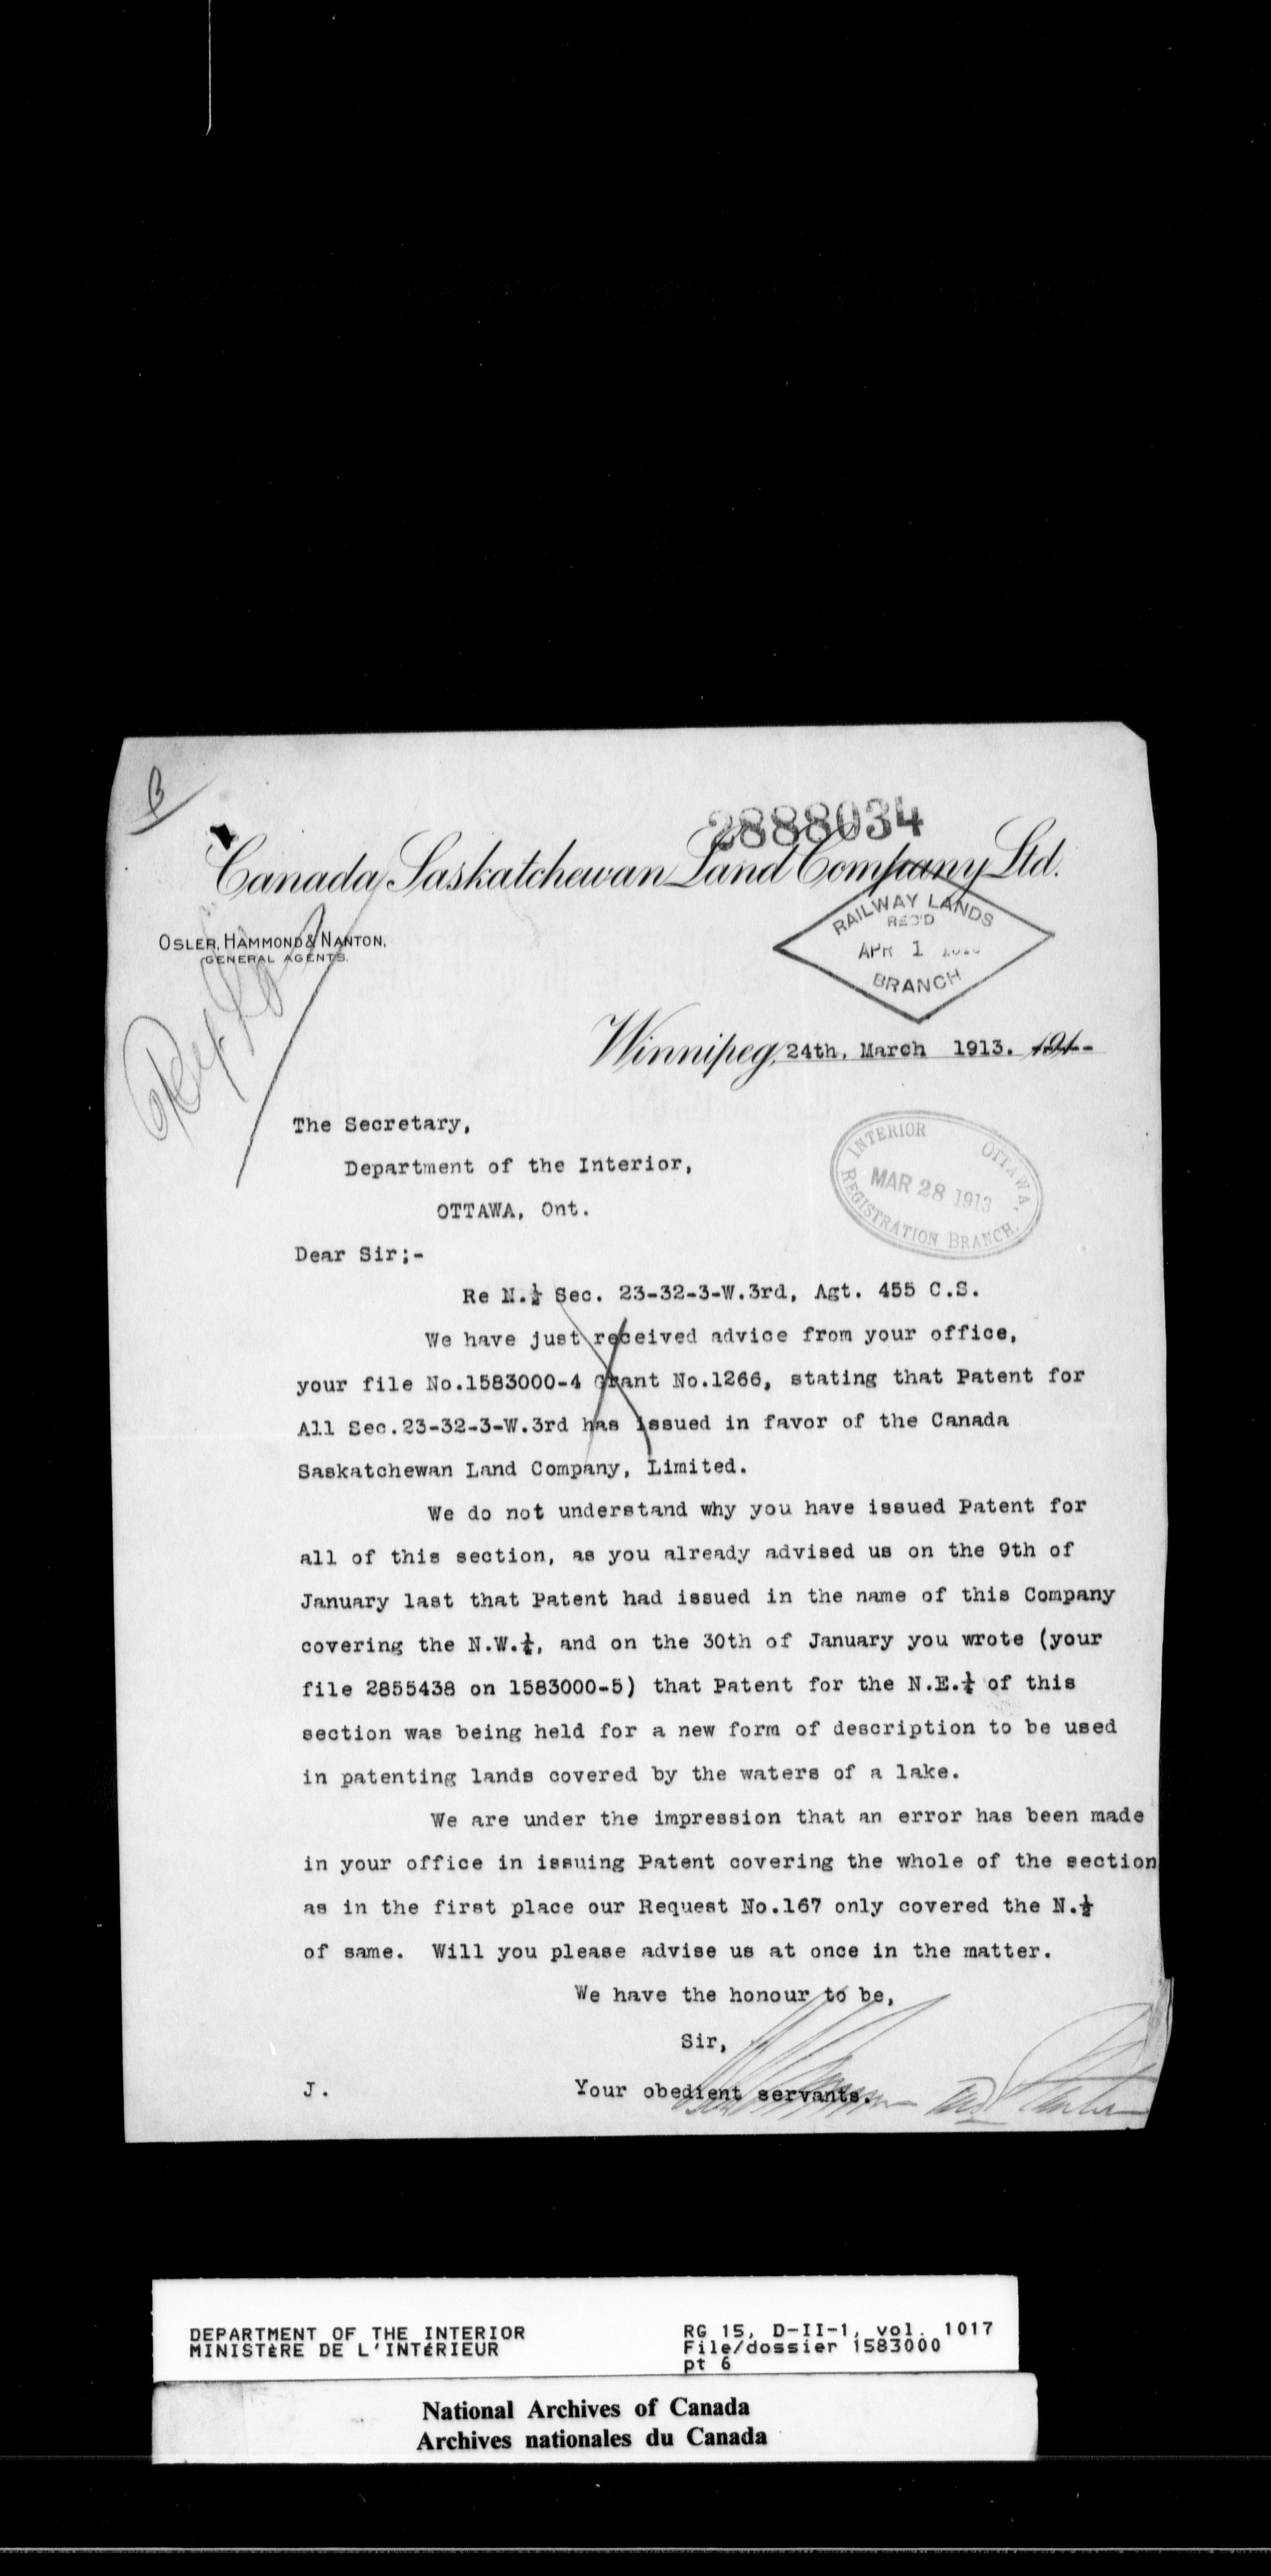 B
2888034
Canada Saskatchewan Land Company Ltd.
OSLER, HAMMOND & NANTON,
GENERAL AGENTS.
RAILWAY LANDS
REC'D
APR 1
BRANCH
Winnipeg, 24th. March 1913. 191
The Secretary,
Department of the Interior,
OTTAWA, Ont.
INTERIOR OTTAWA,
MAR 28 1913
REGISTRATION BRANCH.
Dear Sir;-
Re N.½ Sec. 23-32-3-W.3rd, Agt. 455 C.S.
We have just received advice from your office,
your file No.1583000-4 Grant No.1266, stating that Patent for
All Sec.23-32-3-W.3rd has issued in favor of the Canada
Saskatchewan Land Company, Limited.
We do not understand why you have issued Patent for
all of this section, as you already advised us on the 9th of
January last that Patent had issued in the name of this Company
covering the N.W.¼, and on the 30th of January you wrote (your
file 2855438 on 1583000-5) that Patent for the N.E.¼ of this
section was being held for a new form of description to be used
in patenting lands covered by the waters of a lake.
We are under the impression that an error has been made
in your office in issuing Patent covering the whole of the section
as in the first place our Request No.167 only covered the N.½
of same. Will you please advise us at once in the matter.
We have the honour to be,
Sir,
J. Your obedient servants.
DEPARTMENT OF THE INTERIOR
MINISTÈRE DE L'INTÉRIEUR
RG 15, D-II-1, vol. 1017
File/dossier 1583000
pt 6
National Archives of Canada
Archives nationales du Canada